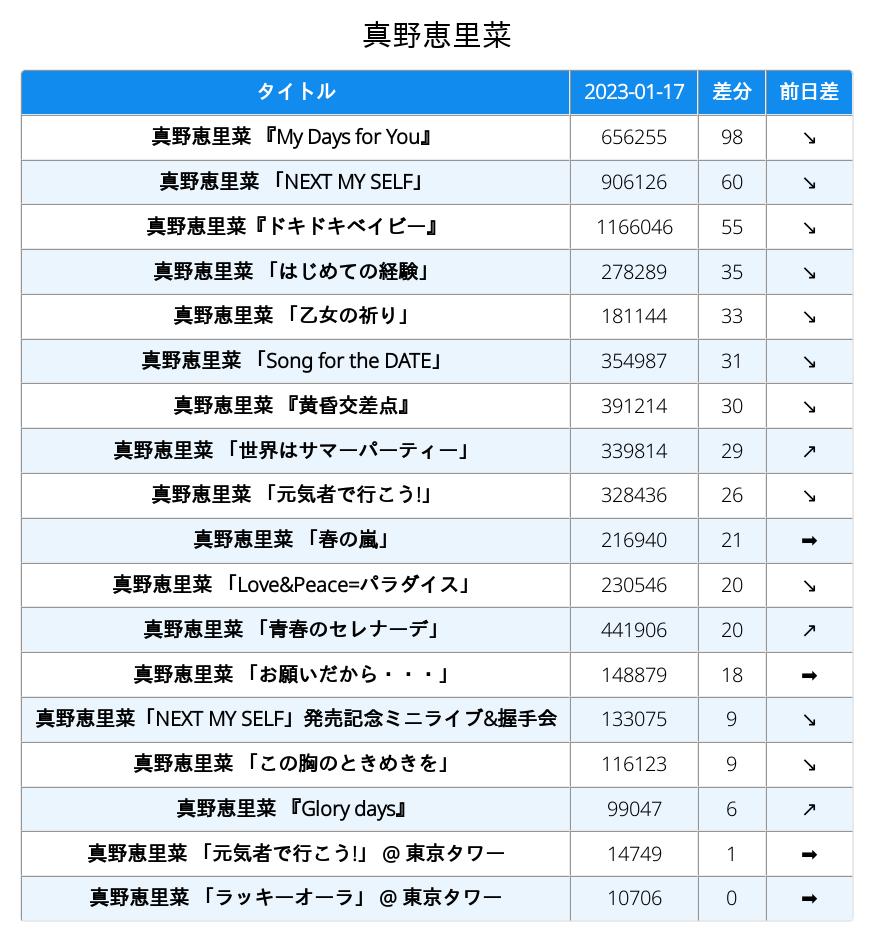 真野恵里菜
タイトル 2023-01-17 差分 前日差
真野恵里菜 『My Days for You』 656255 98 ↘
真野恵里菜 「NEXT MY SELF」 906126 60 ↘
真野恵里菜『ドキドキベイビー』 1166046 55 ↘
真野恵里菜 「はじめての経験」 278289 35 ↘
真野恵里菜 「乙女の祈り」 181144 33 ↘
真野恵里菜 「Song for the DATE」 354987 31 ↘
真野恵里菜 『黄昏交差点』 391214 30 ↘
真野恵里菜 「世界はサマーパーティー」 339814 29 ↗
真野恵里菜 「元気者で行こう!」 328436 26 ↘
真野恵里菜 「春の嵐」 216940 21 ➡
真野恵里菜 「Love&Peace=パラダイス」 230546 20 ↘
真野恵里菜 「青春のセレナーデ」 441906 20 ↗
真野恵里菜 「お願いだから・・・」 148879 18 ➡
真野恵里菜「NEXT MY SELF」発売記念ミニライブ&握手会 133075 9 ↘
真野恵里菜 「この胸のときめきを」 116123 9 ↘
真野恵里菜 『Glory days』 99047 6 ↗
真野恵里菜 「元気者で行こう!」 @ 東京タワー 14749 1 ➡
真野恵里菜 「ラッキーオーラ」 @ 東京タワー 10706 0 ➡